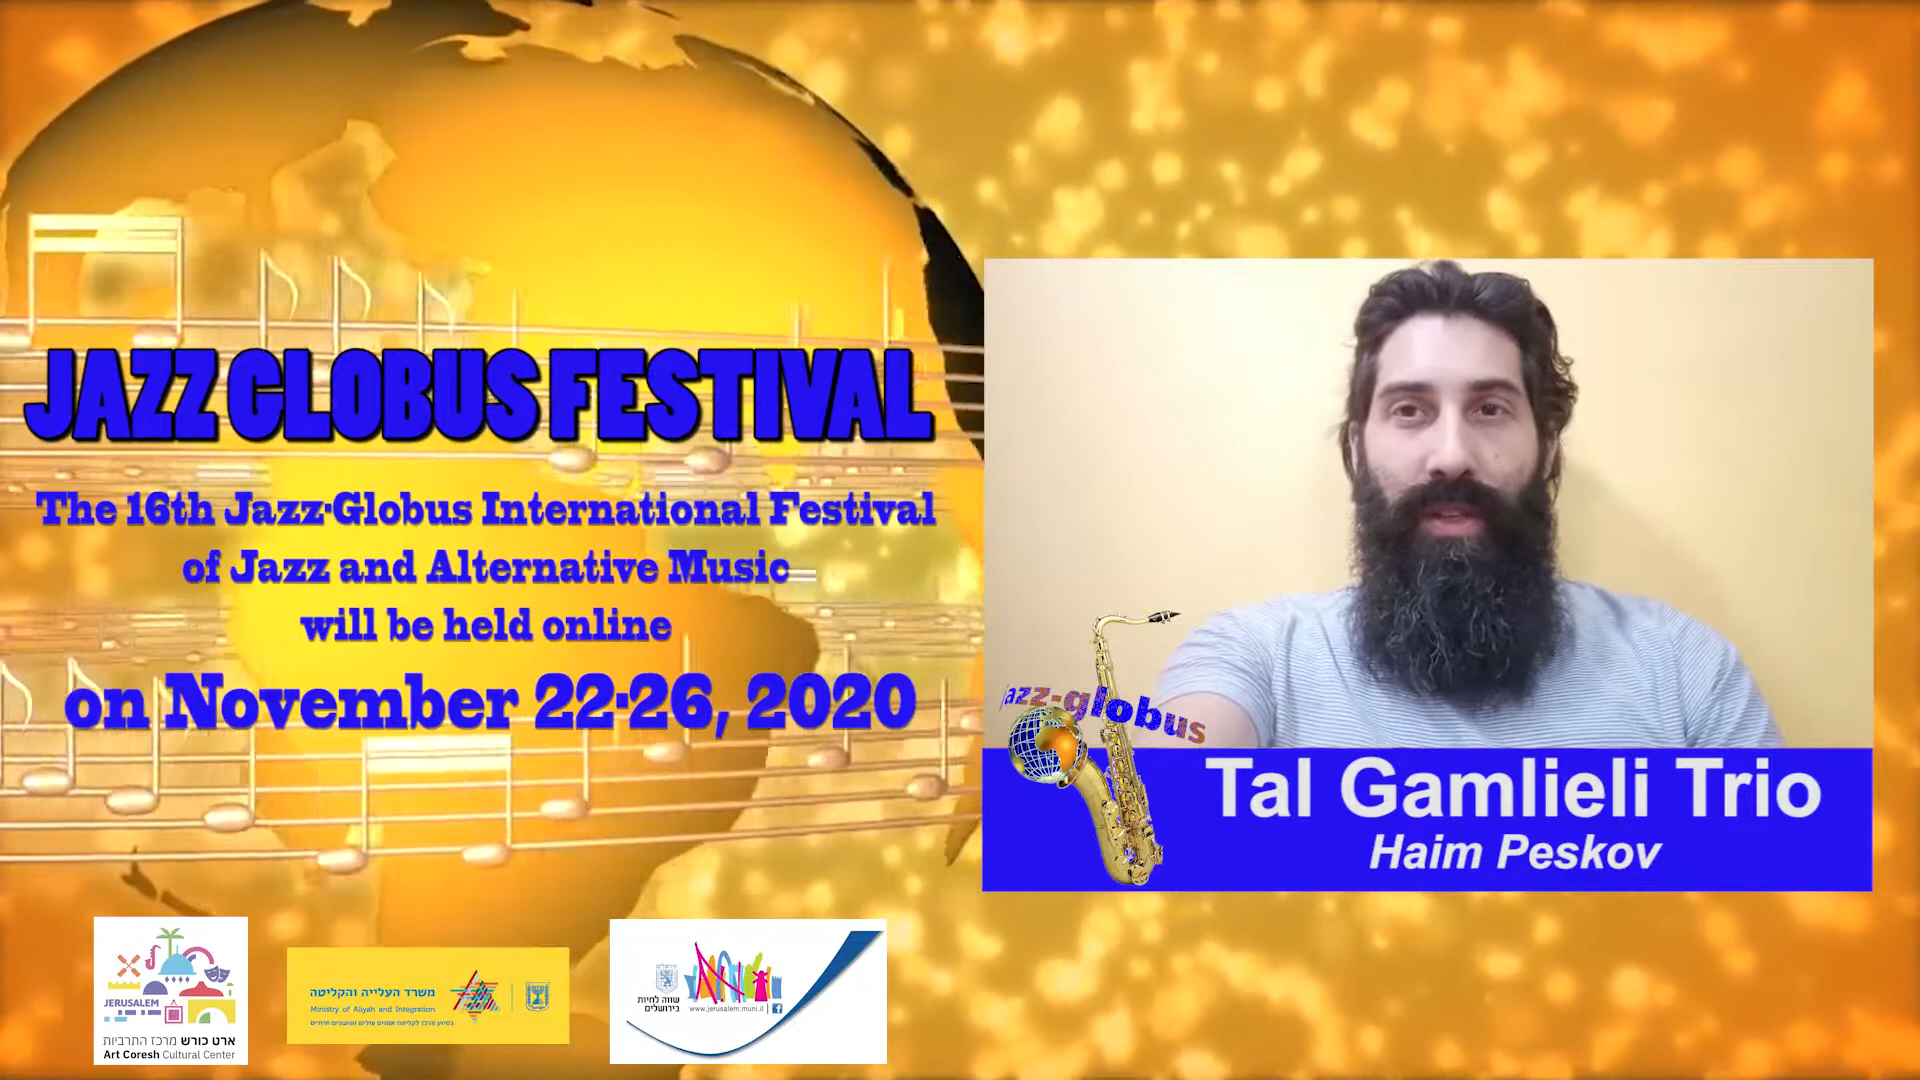 JAZZ GLOBUS FESTIVAL
The 16th Jazz-Globus International Festival
of Jazz and Alternative Music
will be held online
on November 22-26, 2020
jazz-globus
Tal Gamlieli Trio
Haim Peskov
JERUSALEM
ארט כורש מרכז התרבויות
Art Coresh Cultural Center
משרד העלייה והקליטה
Ministry of Aliyah and Integration
ירושלים
שווה לחיות
בירושלים
www.jerusalem.muni.il